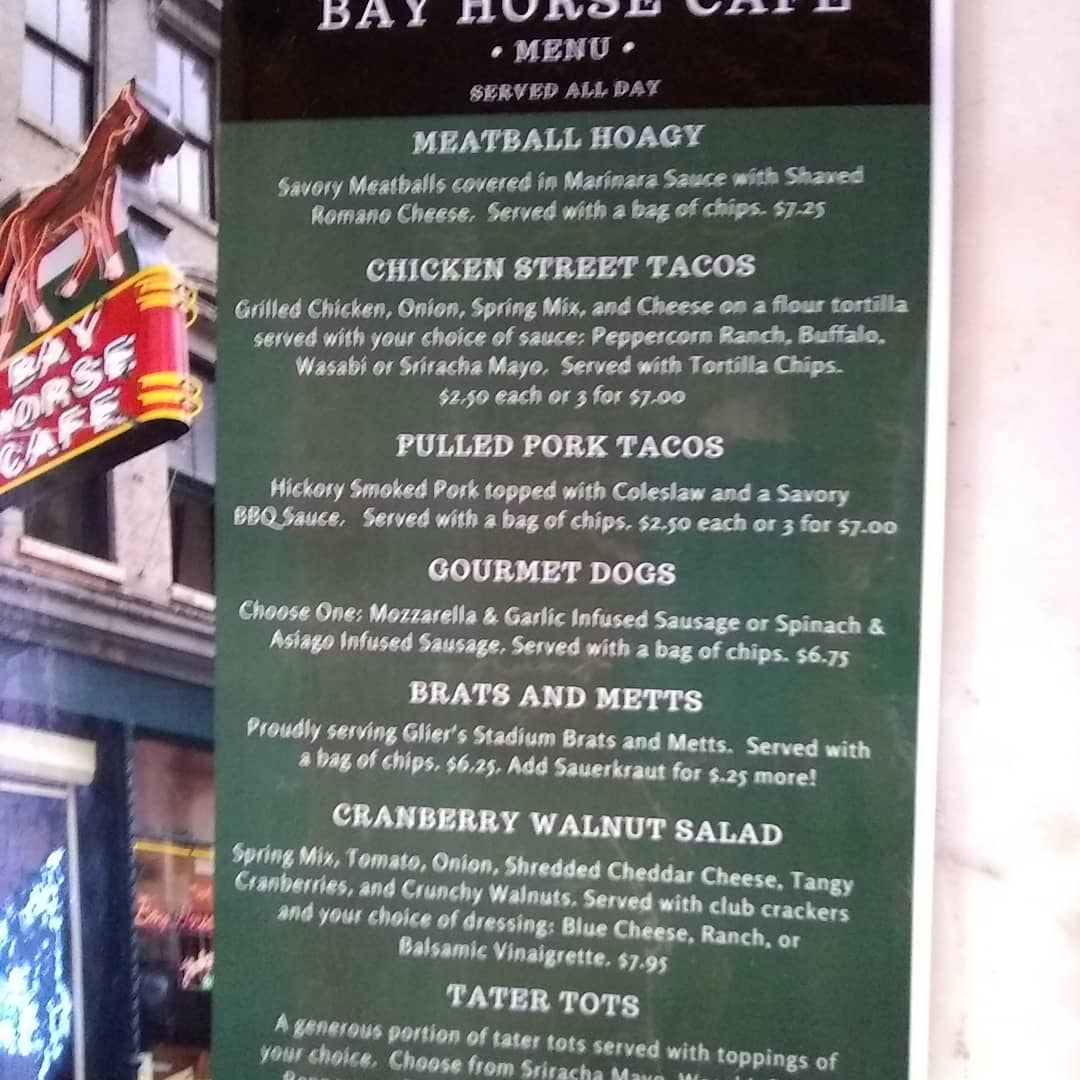 BAY HORSE CAFE
• MENU •
SERVED ALL DAY
MEATBALL HOAGY
Savory Meatballs covered in Marinara Sauce with Shaved
Romano Cheese. Served with a bag of chips. $7.25
CHICKEN STREET TACOS
Grilled Chicken, Onion, Spring Mix, and Cheese on a flour tortilla
served with your choice of sauce: Peppercorn Ranch, Buffalo,
Wasabi or Sriracha Mayo. Served with Tortilla Chips.
$2.50 each or 3 for $7.00
PULLED PORK TACOS
Hickory Smoked Pork topped with Coleslaw and a Savory
BBQ Sauce. Served with a bag of chips. $2.50 each or 3 for $7.00
GOURMET DOGS
Choose One: Mozzarella & Garlic Infused Sausage or Spinach &
Asiago Infused Sausage. Served with a bag of chips. $6.75
BRATS AND METTS
Proudly serving Glier's Stadium Brats and Metts. Served with
a bag of chips. $6.25. Add Sauerkraut for $.25 more!
CRANBERRY WALNUT SALAD
Spring Mix, Tomato, Onion, Shredded Cheddar Cheese, Tangy
Cranberries, and Crunchy Walnuts. Served with club crackers
and your choice of dressing: Blue Cheese, Ranch, or
Balsamic Vinaigrette. $7.95
TATER TOTS
A generous portion of tater tots served with toppings of
your choice. Choose from Sriracha Mayo,
BAY
HORSE
CAFE